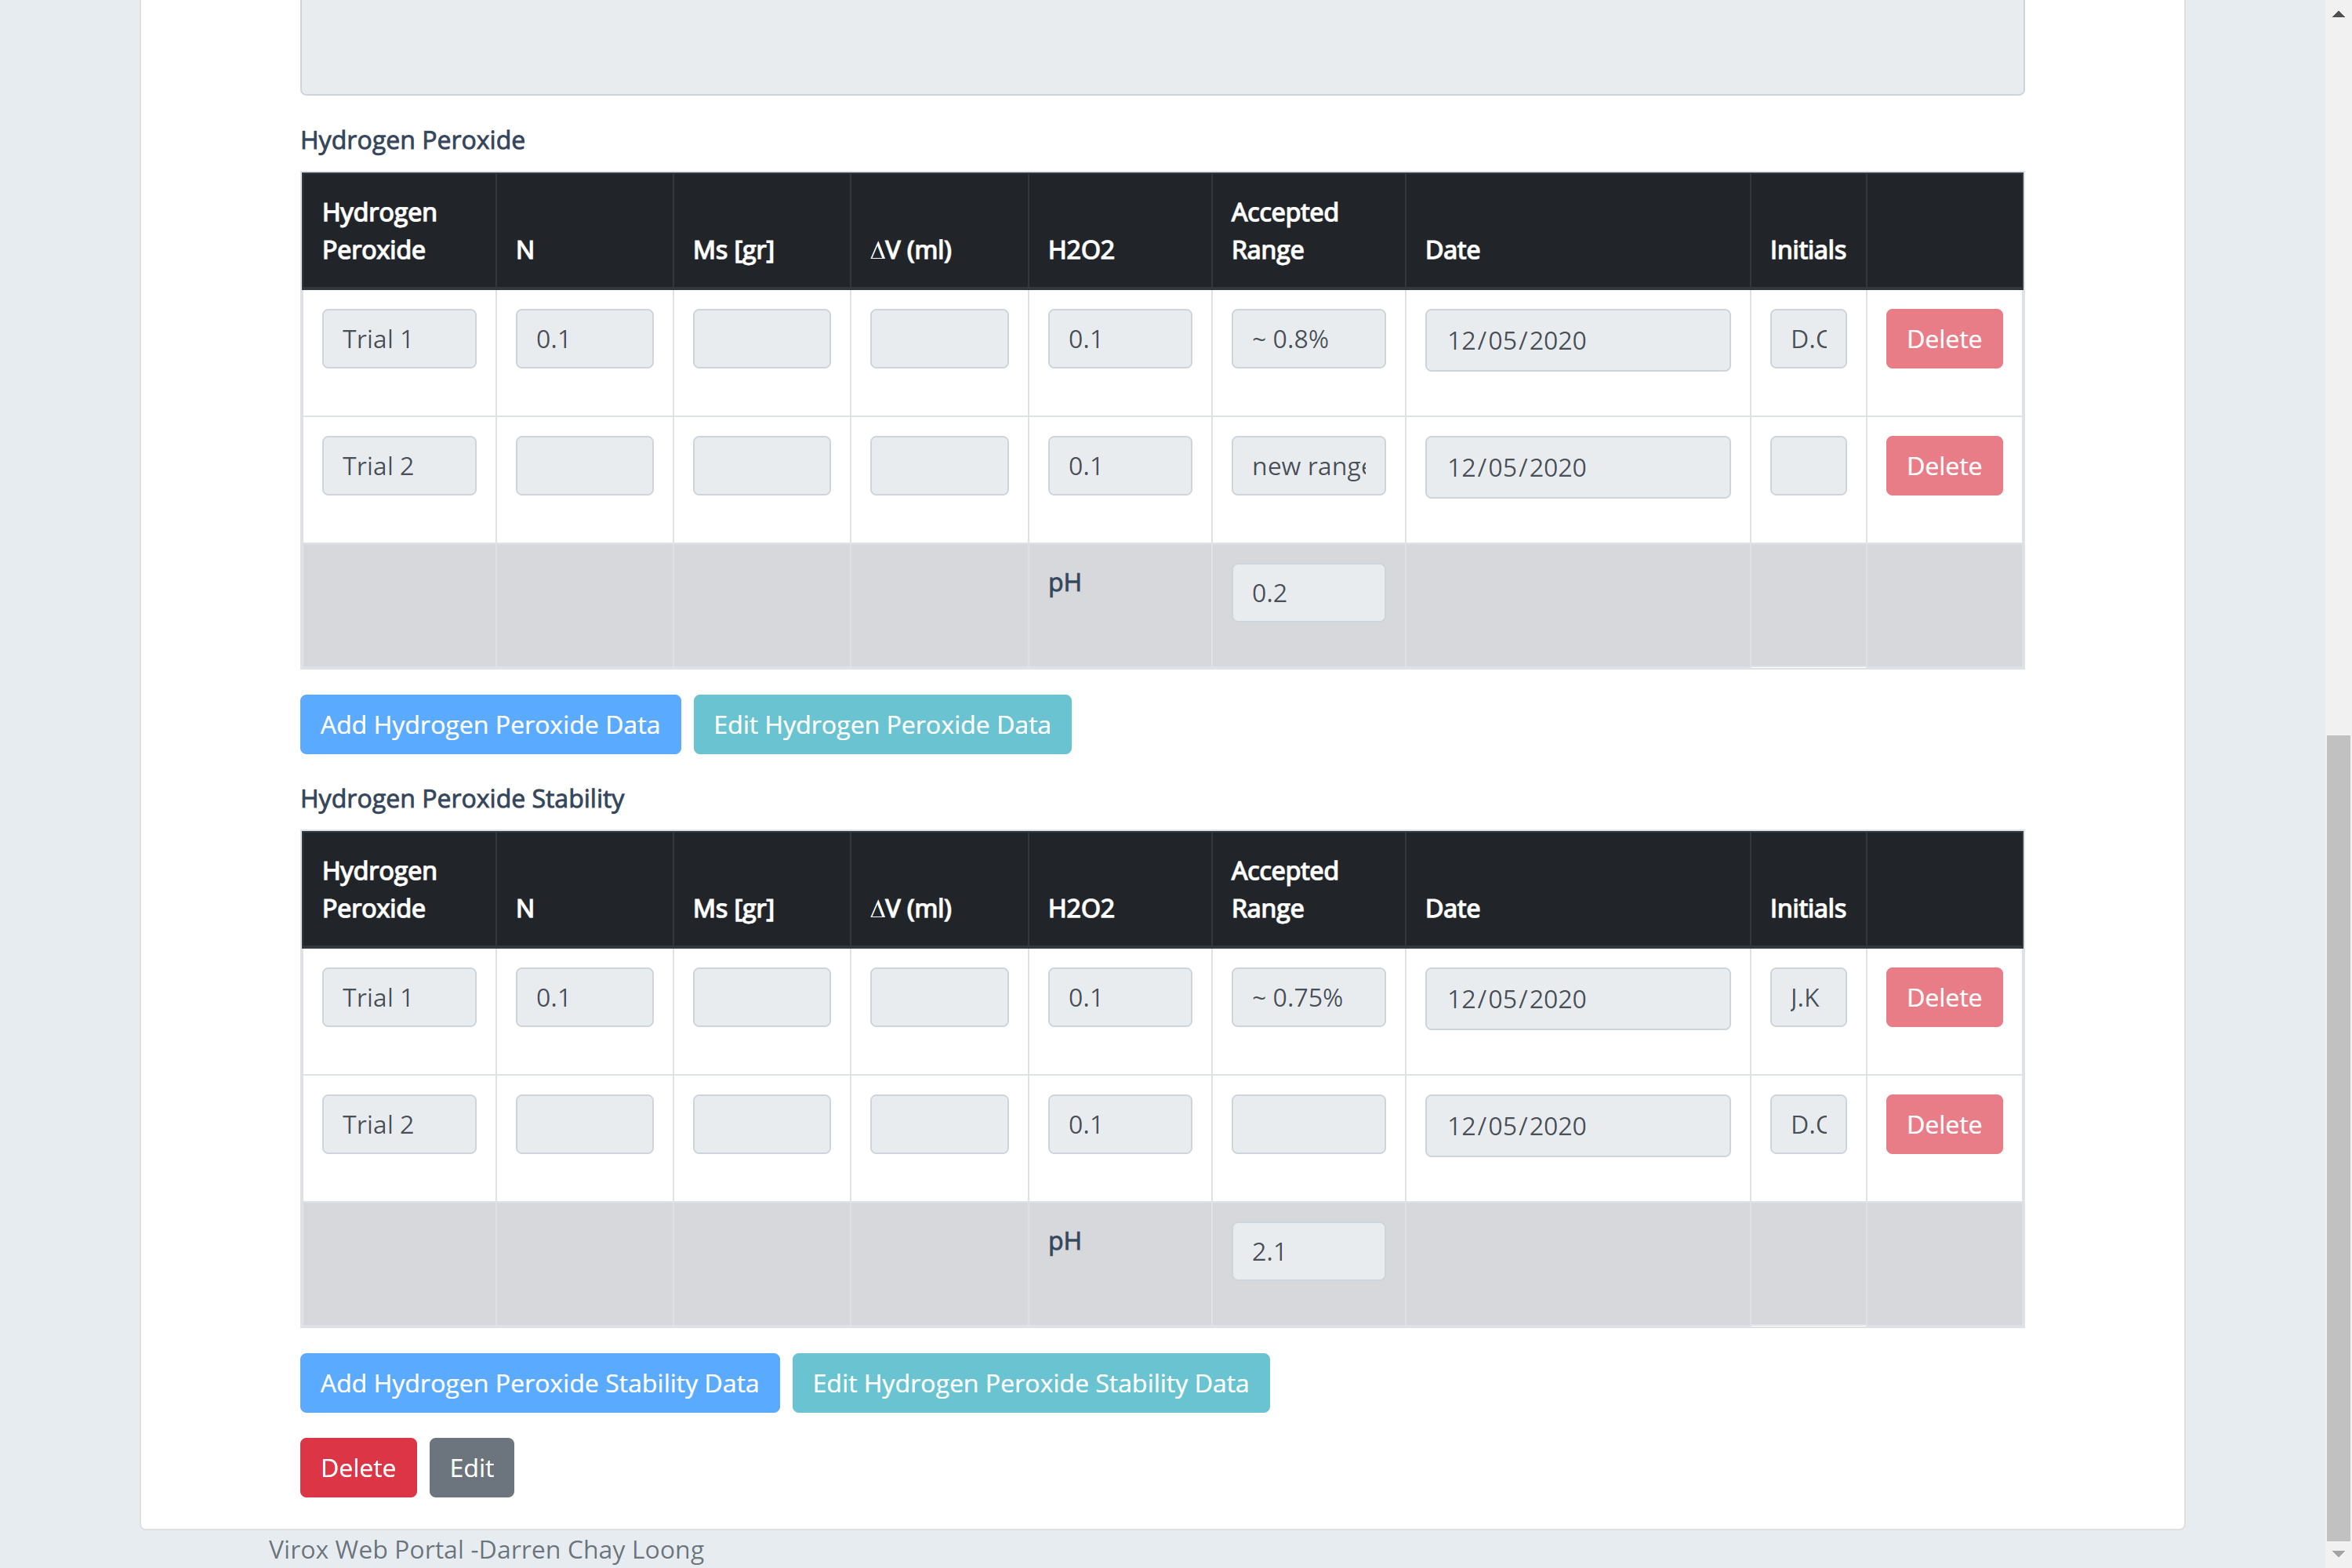 Hydrogen Peroxide
Hydrogen Peroxide N Ms [gr] ΔV (ml) H2O2 Accepted Range Date Initials
Trial 1 0.1 0.1 ~ 0.8% 12/05/2020 D.C Delete
Trial 2 0.1 new range 12/05/2020 Delete
pH 0.2
Add Hydrogen Peroxide Data Edit Hydrogen Peroxide Data
Hydrogen Peroxide Stability
Hydrogen Peroxide N Ms [gr] ΔV (ml) H2O2 Accepted Range Date Initials
Trial 1 0.1 0.1 ~ 0.75% 12/05/2020 J.K Delete
Trial 2 0.1 12/05/2020 D.C Delete
pH 2.1
Add Hydrogen Peroxide Stability Data Edit Hydrogen Peroxide Stability Data
Delete Edit
Virox Web Portal -Darren Chay Loong